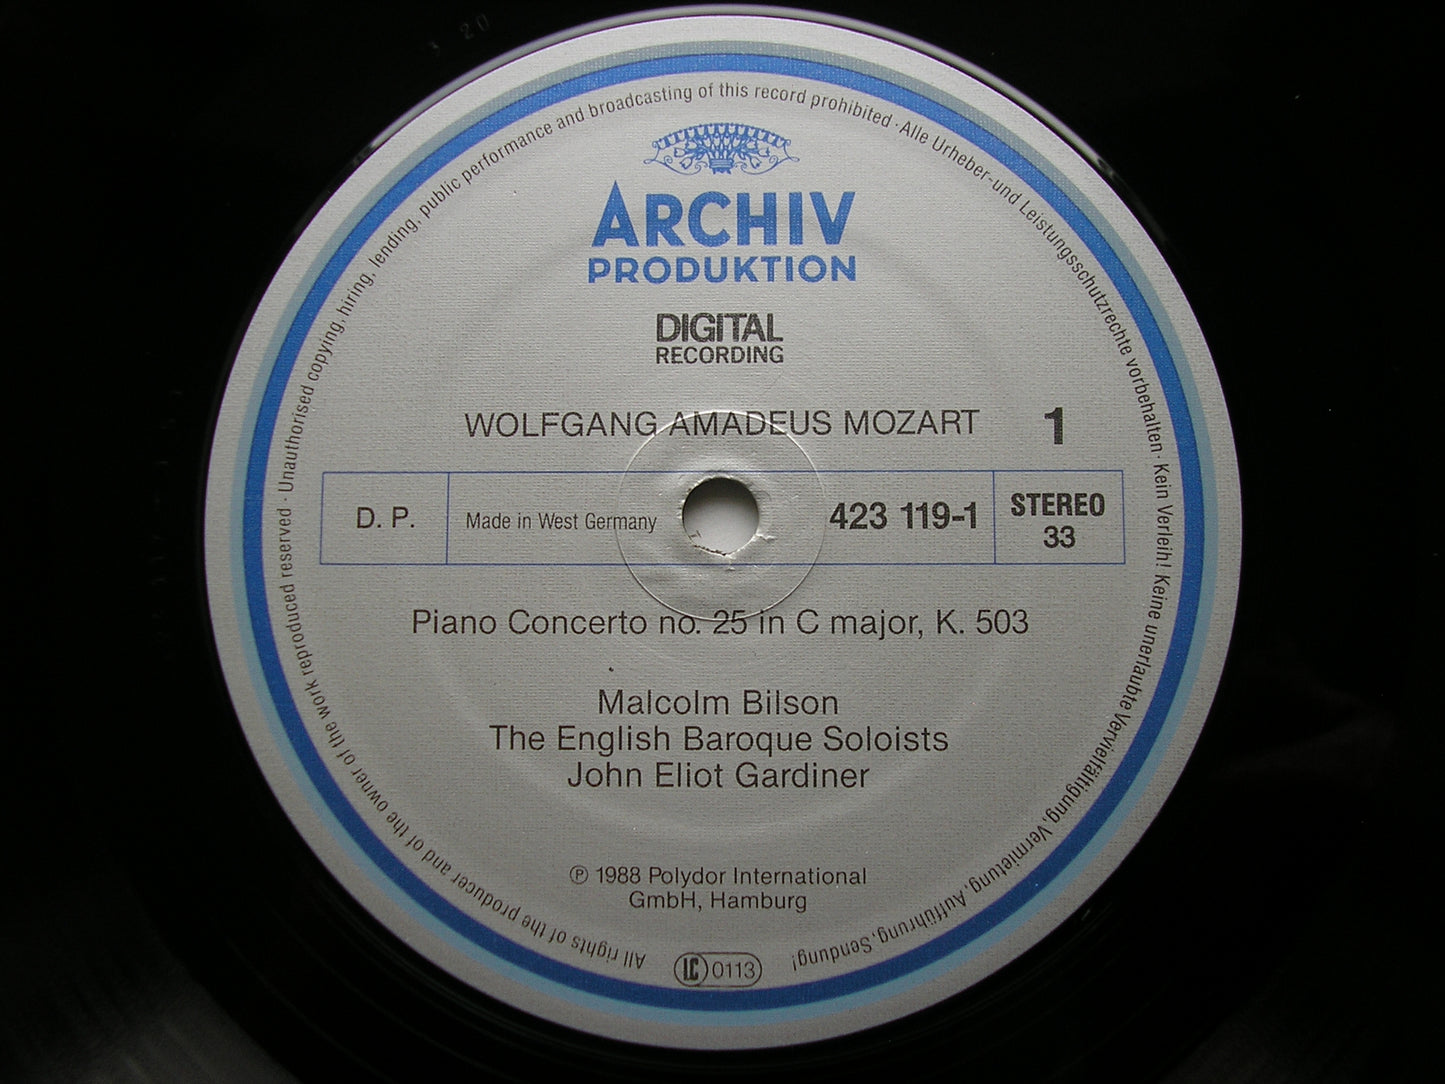 ARCHIV
PRODUKTION
DIGITAL
RECORDING
WOLFGANG AMADEUS MOZART
1
D. P.
Made in West Germany
423 119-1
STEREO
33
Piano Concerto no. 25 in C major, K. 503
Malcolm Bilson
The English Baroque Soloists
John Eliot Gardiner
℗ 1988 Polydor International
GmbH, Hamburg
LC 0113
All rights of the producer and of the owner of the work reproduced reserved · Unauthorised copying, hiring, lending, public performance and broadcasting of this record prohibited · Alle Urheber- und Leistungsschutzrechte vorbehalten · Kein Verleih! Keine unerlaubte Vervielfältigung, Vermietung, Aufführung, Sendung!